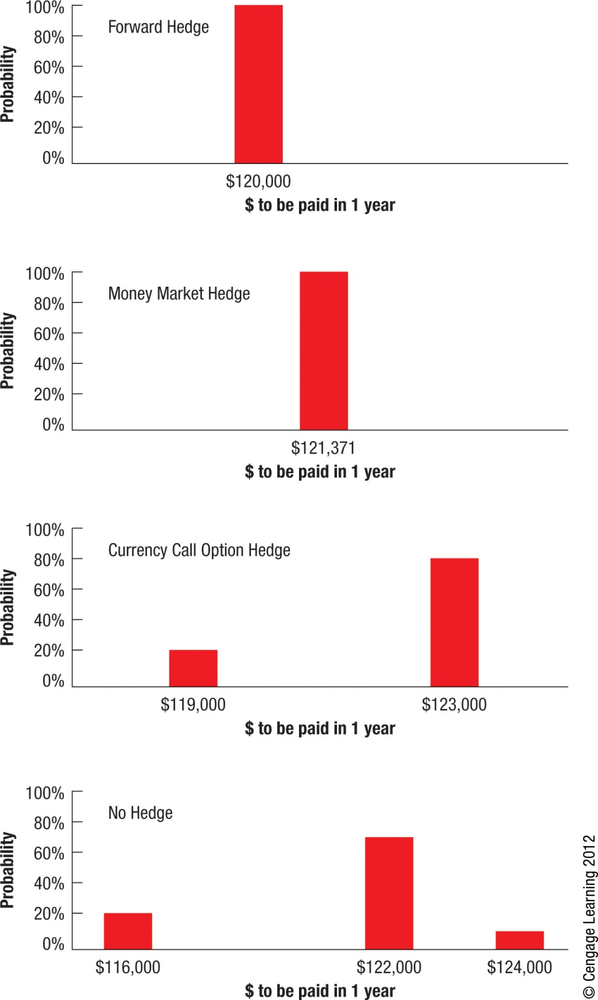 Probability
100%
80%
60%
40%
20%
0%
Forward Hedge
$120,000
$ to be paid in 1 year
Probability
100%
80%
60%
40%
20%
0%
Money Market Hedge
$121,371
$ to be paid in 1 year
Probability
100%
80%
60%
40%
20%
0%
Currency Call Option Hedge
$119,000 $123,000
$ to be paid in 1 year
Probability
100%
80%
60%
40%
20%
0%
No Hedge
$116,000 $122,000 $124,000
$ to be paid in 1 year
© Cengage Learning 2012